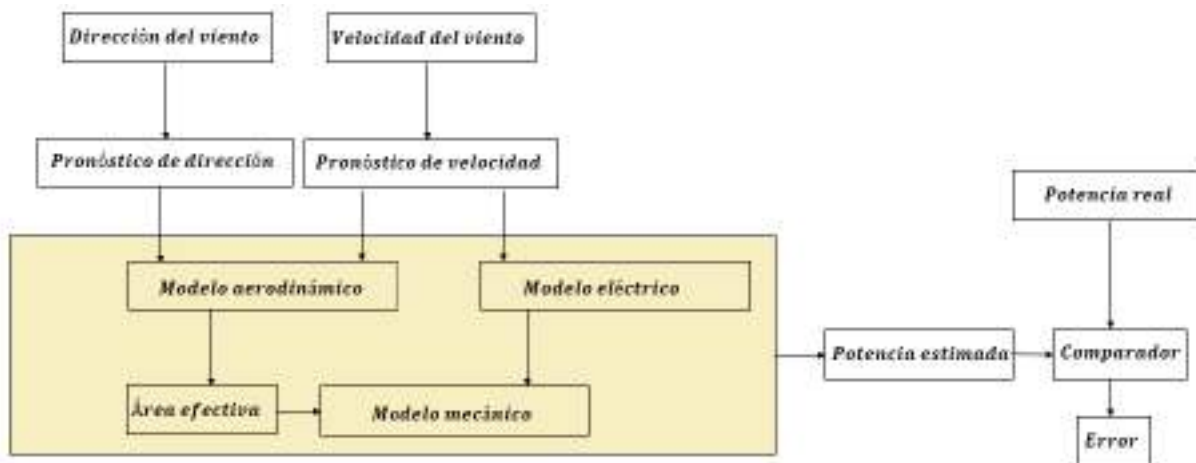 Dirección del viento
Velocidad del viento
Pronóstico de dirección
Pronóstico de velocidad
Potencia real
Modelo aerodinámico
Modelo eléctrico
Potencia estimada
Comparador
Área efectiva
Modelo mecánico
Error